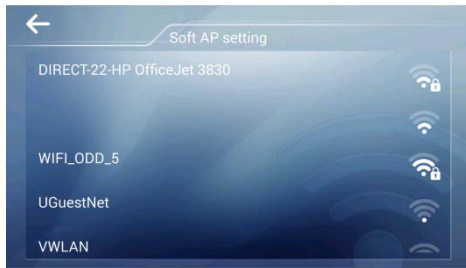 Soft AP setting
DIRECT-22-HP OfficeJet 3830
WIFI_ODD_5
UGuestNet
VWLAN